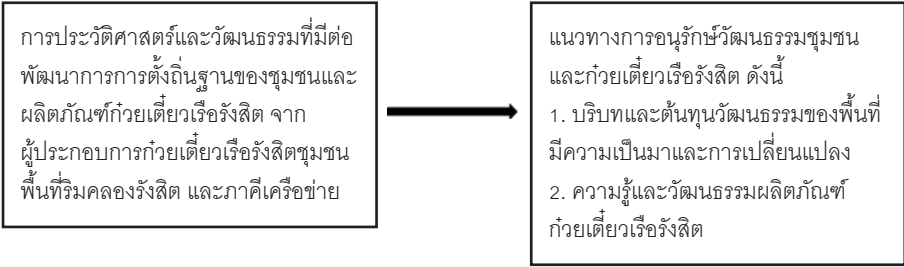 การประวัติศาสตร์และวัฒนธรรมที่มีต่อ
พัฒนาการการตั้งถิ่นฐานของชุมชนและ
ผลิตภัณฑ์ก๋วยเตี๋ยวเรือรังสิต จาก
ผู้ประกอบการก๋วยเตี๋ยวเรือรังสิตชุมชน
พื้นที่ริมคลองรังสิต และภาคีเครือข่าย
แนวทางการอนุรักษ์วัฒนธรรมชุมชน
และก๋วยเตี๋ยวเรือรังสิต ดังนี้
1. บริบทและต้นทุนวัฒนธรรมของพื้นที่
มีความเป็นมาและการเปลี่ยนแปลง
2. ความรู้และวัฒนธรรมผลิตภัณฑ์
ก๋วยเตี๋ยวเรือรังสิต